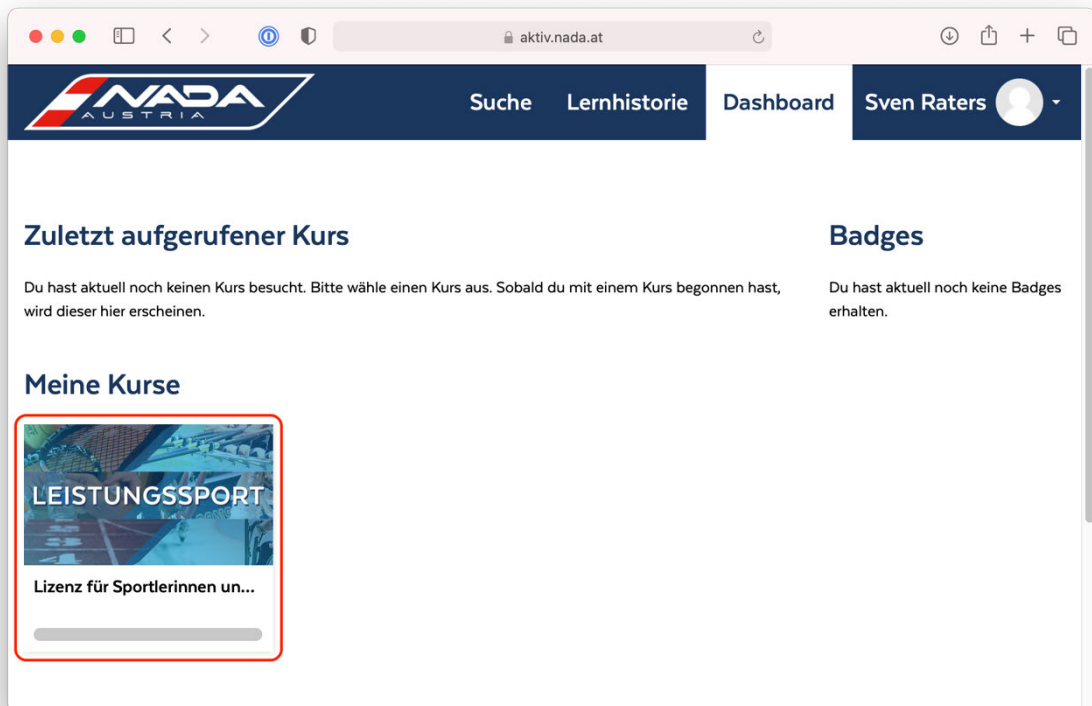 aktiv.nada.at
NADA
AUSTRIA
Suche
Lernhistorie
Dashboard
Sven Raters
Zuletzt aufgerufener Kurs
Du hast aktuell noch keinen Kurs besucht. Bitte wähle einen Kurs aus. Sobald du mit einem Kurs begonnen hast,
wird dieser hier erscheinen.
Badges
Du hast aktuell noch keine Badges
erhalten.
Meine Kurse
LEISTUNGSSPORT
Lizenz für Sportlerinnen un...